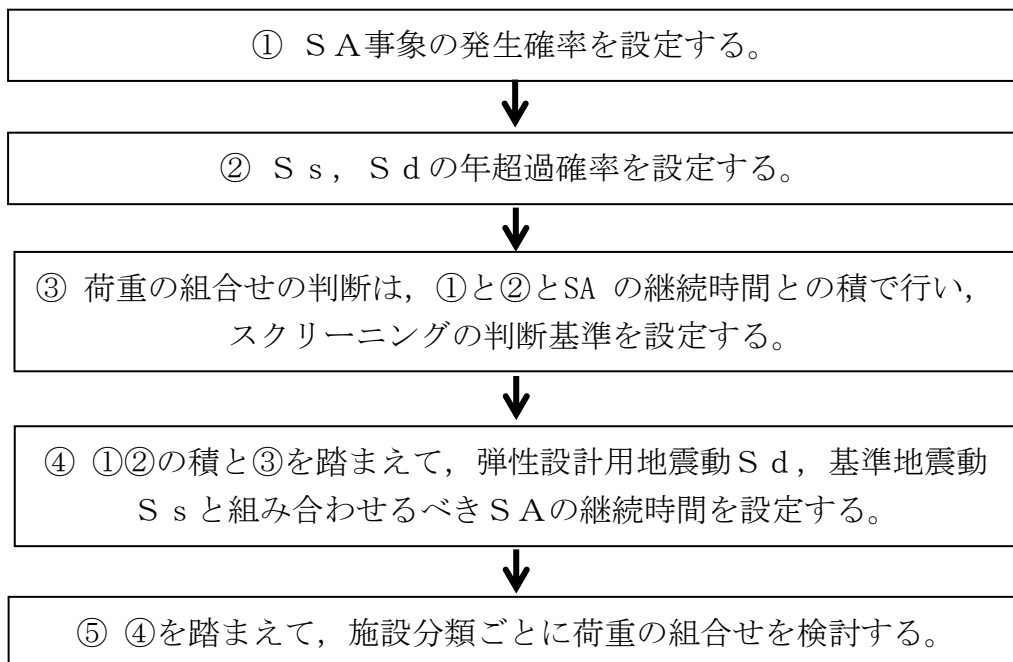 ① ＳＡ事象の発生確率を設定する。
② Ｓｓ，Ｓｄの年超過確率を設定する。
③ 荷重の組合せの判断は，①と②とSA の継続時間との積で行い，
スクリーニングの判断基準を設定する。
④ ①②の積と③を踏まえて，弾性設計用地震動Ｓｄ，基準地震動
Ｓｓと組み合わせるべきＳＡの継続時間を設定する。
⑤ ④を踏まえて，施設分類ごとに荷重の組合せを検討する。